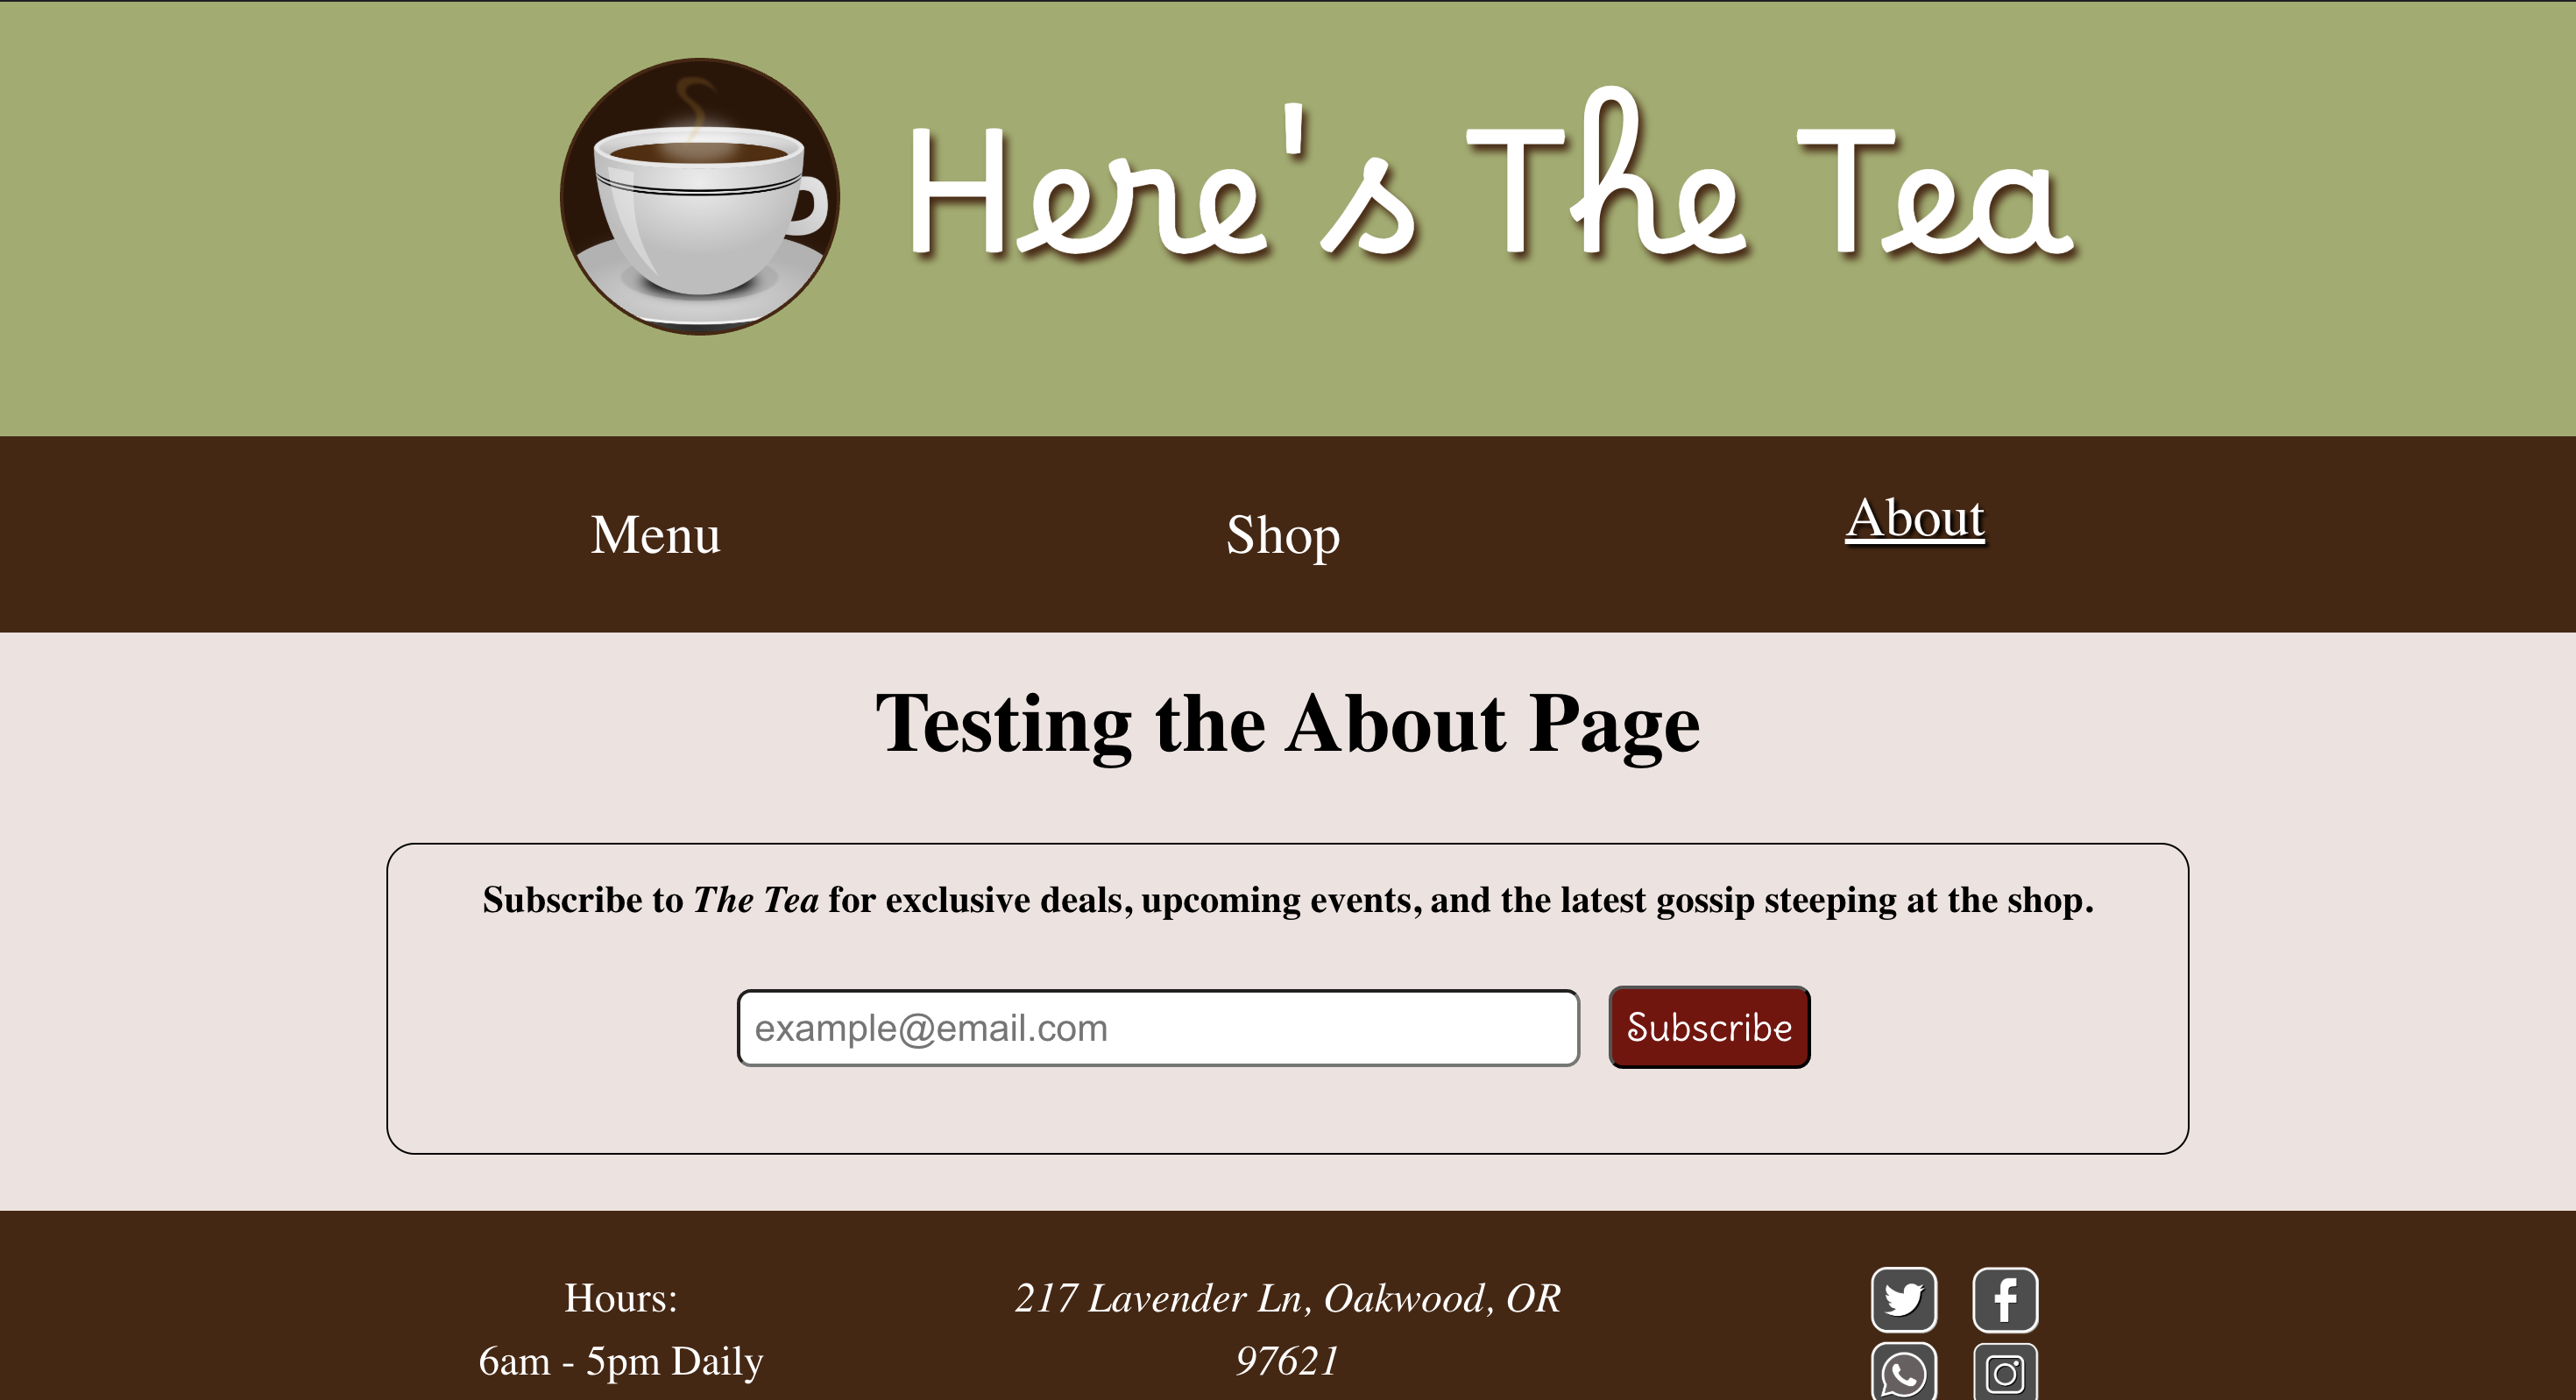 Here's The Tea
Menu
Shop
About
Testing the About Page
Subscribe to The Tea for exclusive deals, upcoming events, and the latest gossip steeping at the shop.
example@email.com
Subscribe
Hours:
6am - 5pm Daily
217 Lavender Ln, Oakwood, OR
97621